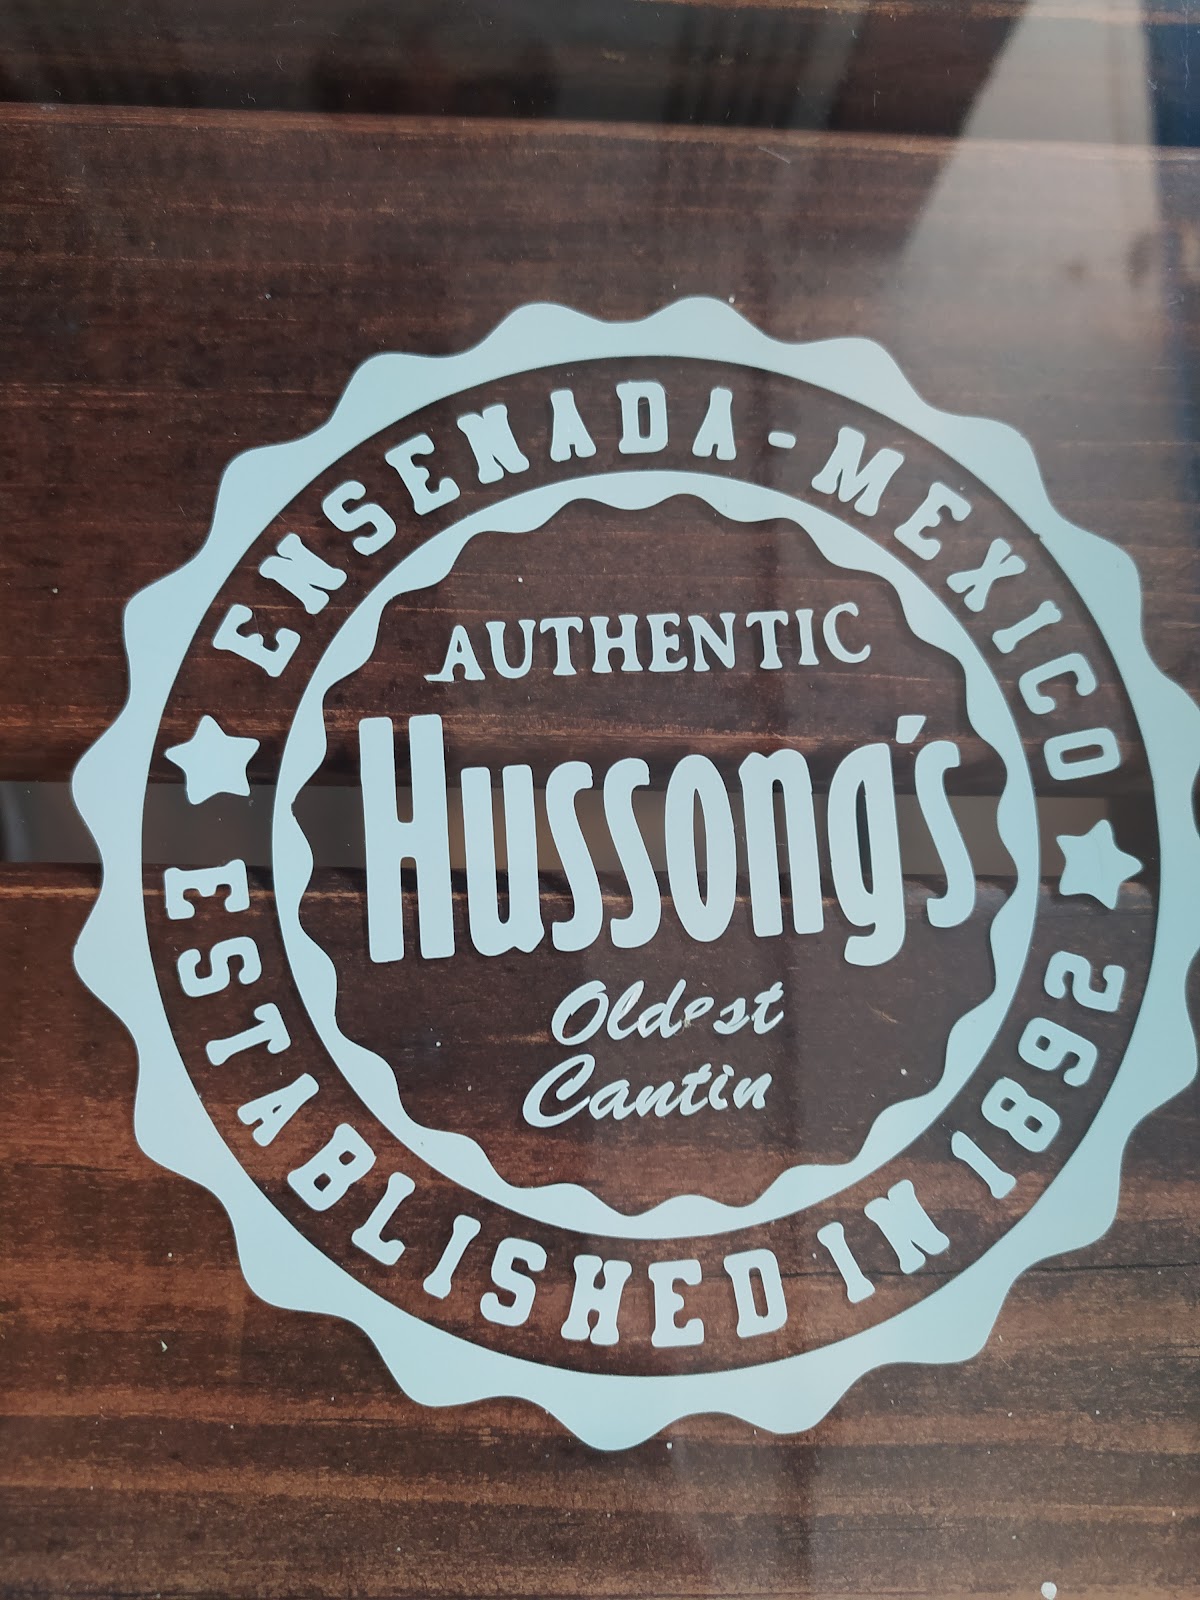 ENSENADA-MEXICO
AUTHENTIC
Hussong's
Oldest
Cantin
ESTABLISHED IN 1892